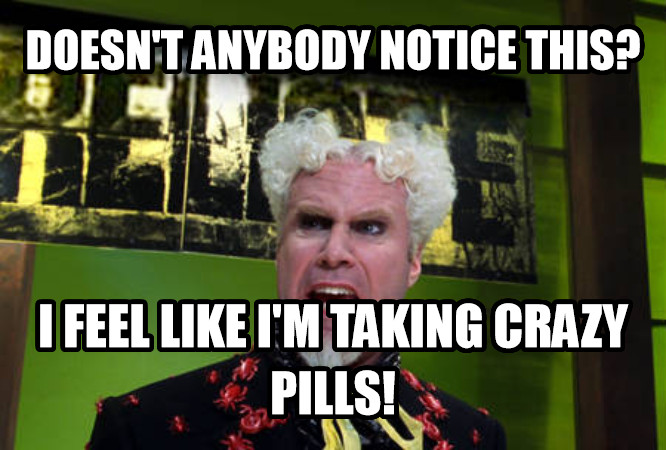 DOESN'T ANYBODY NOTICE THIS?
I FEEL LIKE I'M TAKING CRAZY
PILLS!